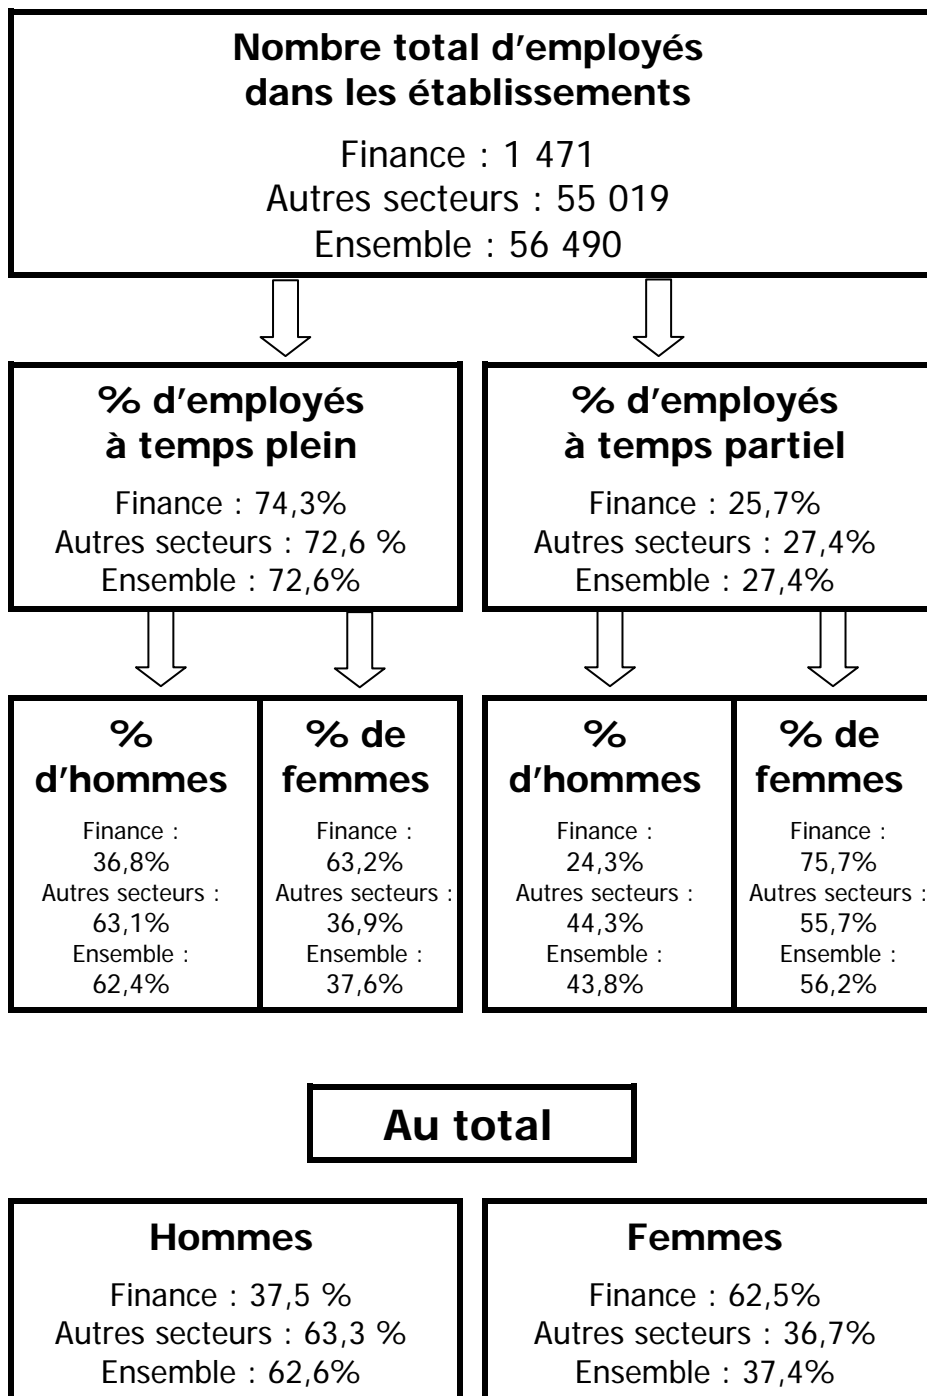 Nombre total d'employés
dans les établissements
Finance : 1 471
Autres secteurs : 55 019
Ensemble : 56 490
% d'employés
à temps plein
Finance : 74,3%
Autres secteurs : 72,6 %
Ensemble : 72,6%
% d'employés
à temps partiel
Finance : 25,7%
Autres secteurs : 27,4%
Ensemble : 27,4%
%
d'hommes
Finance :
36,8%
Autres secteurs :
63,1%
Ensemble :
62,4%
% de
femmes
Finance :
63,2%
Autres secteurs :
36,9%
Ensemble :
37,6%
%
d'hommes
Finance :
24,3%
Autres secteurs :
44,3%
Ensemble :
43,8%
% de
femmes
Finance :
75,7%
Autres secteurs :
55,7%
Ensemble :
56,2%
Au total
Hommes
Finance : 37,5 %
Autres secteurs : 63,3 %
Ensemble : 62,6%
Femmes
Finance : 62,5%
Autres secteurs : 36,7%
Ensemble : 37,4%